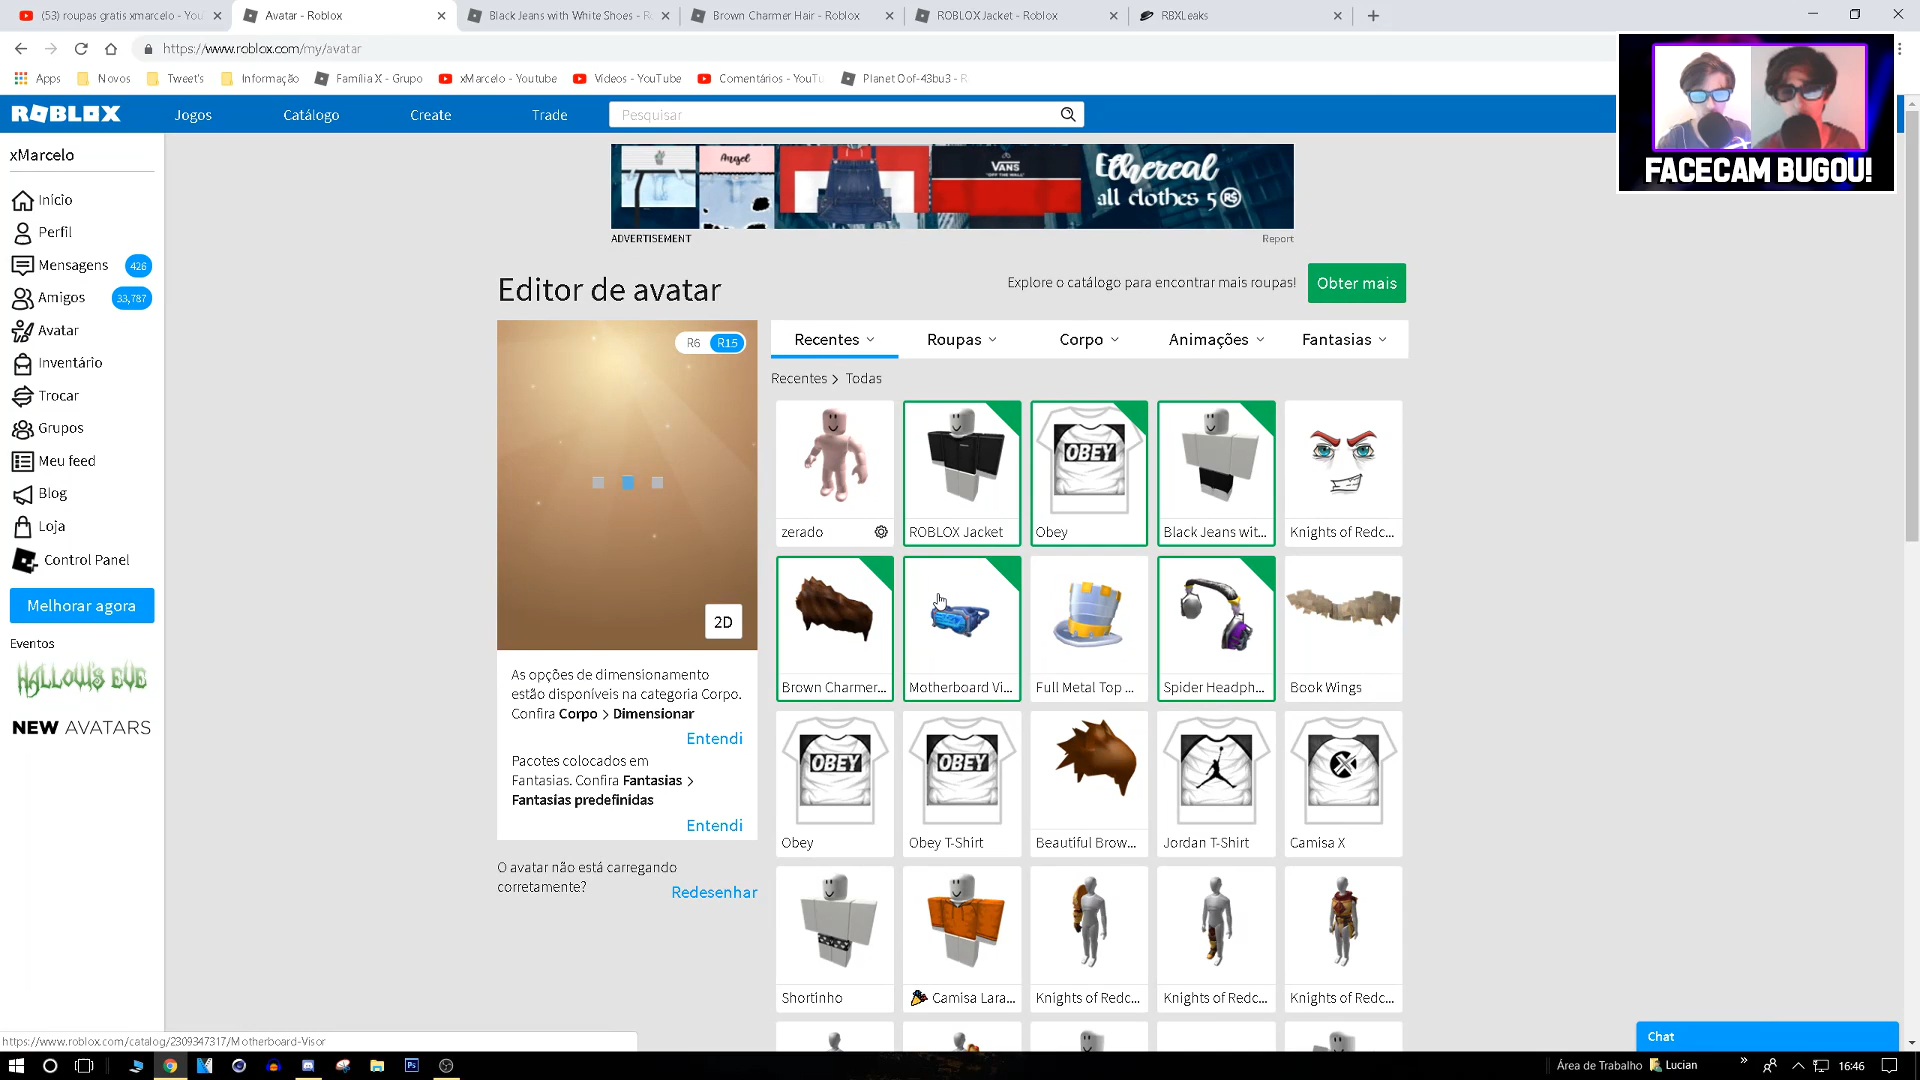 (53) roupas gratis xmarcelo - You
Avatar - Roblox
Black Jeans with White Shoes - R
Brown Charmer Hair - Roblox
ROBLOX Jacket - Roblox
RBXLeaks
https://www.roblox.com/my/avatar
Apps
Novos
Tweet's
Informação
Família X - Grupo
xMarcelo - Youtube
Vídeos - YouTube
Comentários - YouTu
Planet Oof-43bu3 - R
ROBLOX
Jogos
Catálogo
Create
Trade
Pesquisar
FACECAM BUGOU!
xMarcelo
Início
Perfil
Mensagens
426
Amigos
33,787
Avatar
Inventário
Trocar
Grupos
Meu feed
Blog
Loja
Control Panel
Melhorar agora
Eventos
HALLOW'S EVE
NEW AVATARS
Angel
VANS
"OFF THE WALL"
Ethereal
all clothes 5 R$
ADVERTISEMENT
Report
Editor de avatar
Explore o catálogo para encontrar mais roupas!
Obter mais
R6
R15
2D
As opções de dimensionamento
estão disponíveis na categoria Corpo.
Confira Corpo > Dimensionar
Entendi
Pacotes colocados em
Fantasias. Confira Fantasias >
Fantasias predefinidas
Entendi
O avatar não está carregando
corretamente?
Redesenhar
Recentes
Roupas
Corpo
Animações
Fantasias
Recentes > Todas
OBEY
zerado
ROBLOX Jacket
Obey
Black Jeans wit...
Knights of Redc...
Brown Charmer...
Motherboard Vi...
Full Metal Top ...
Spider Headph...
Book Wings
OBEY
OBEY
Obey
Obey T-Shirt
Beautiful Brow...
Jordan T-Shirt
Camisa X
Shortinho
Camisa Lara...
Knights of Redc...
Knights of Redc...
Knights of Redc...
Chat
https://www.roblox.com/catalog/2309347317/Motherboard-Visor
Área de Trabalho
Lucian
16:46